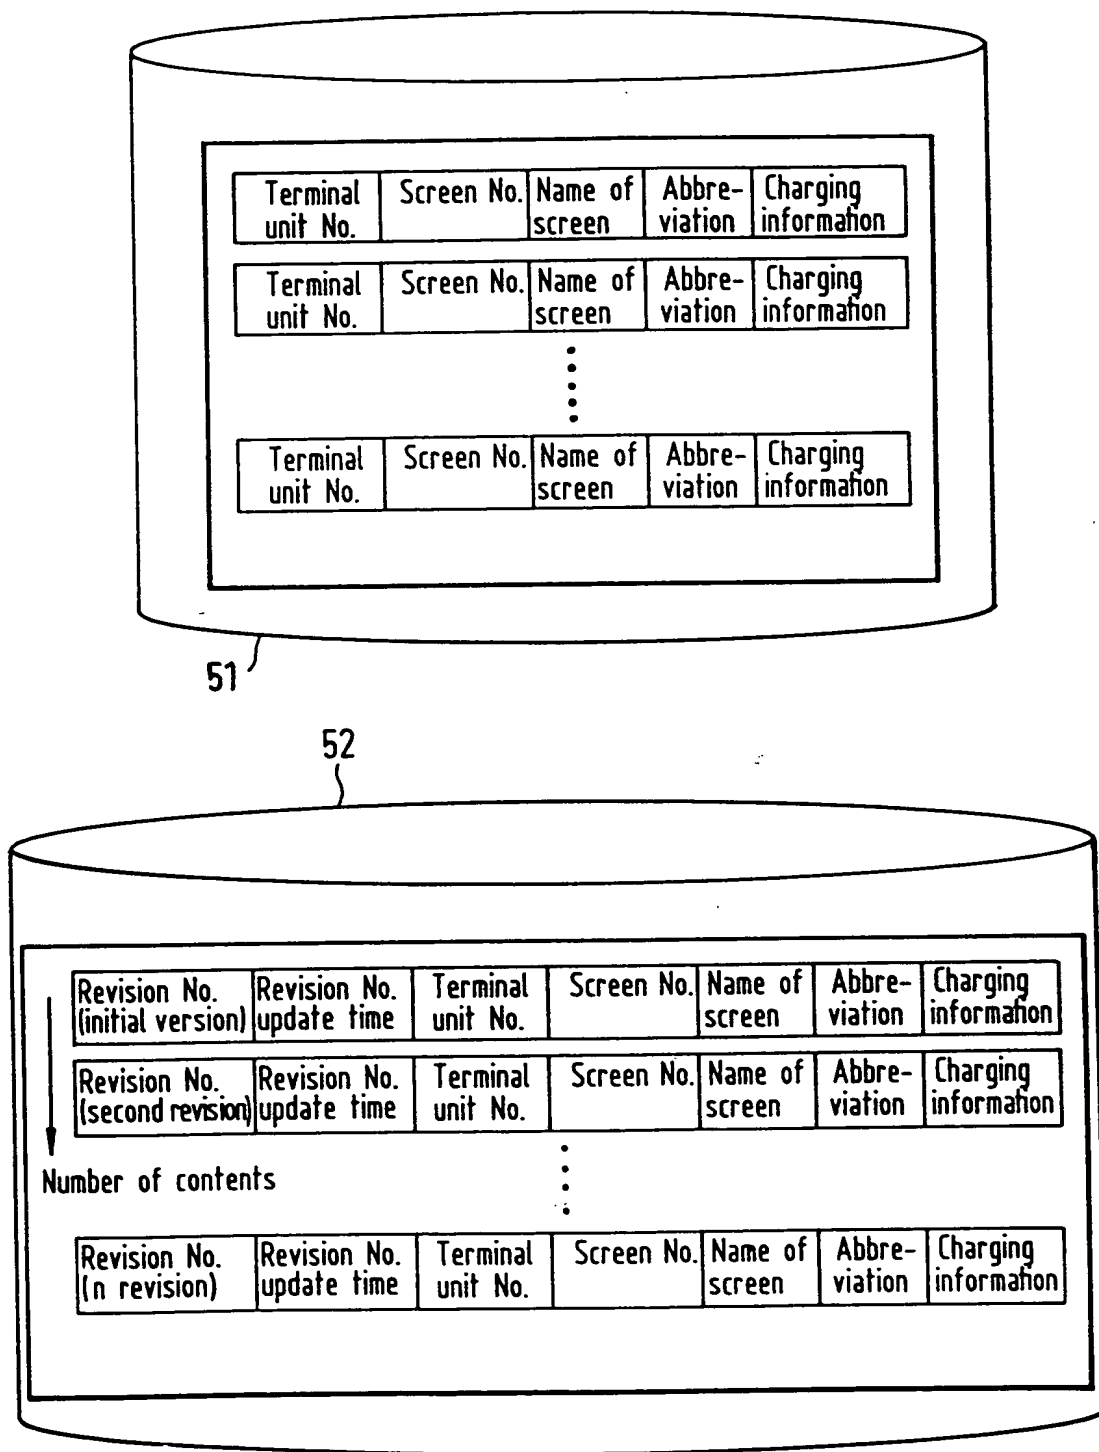 Terminal unit No. Screen No. Name of screen Abbre-viation Charging information
Terminal unit No. Screen No. Name of screen Abbre-viation Charging information
Terminal unit No. Screen No. Name of screen Abbre-viation Charging information
51
52
Revision No. (initial version) Revision No. update time Terminal unit No. Screen No. Name of screen Abbre-viation Charging information
Revision No. (second revision) Revision No. update time Terminal unit No. Screen No. Name of screen Abbre-viation Charging information
Number of contents
Revision No. (n revision) Revision No. update time Terminal unit No. Screen No. Name of screen Abbre-viation Charging information